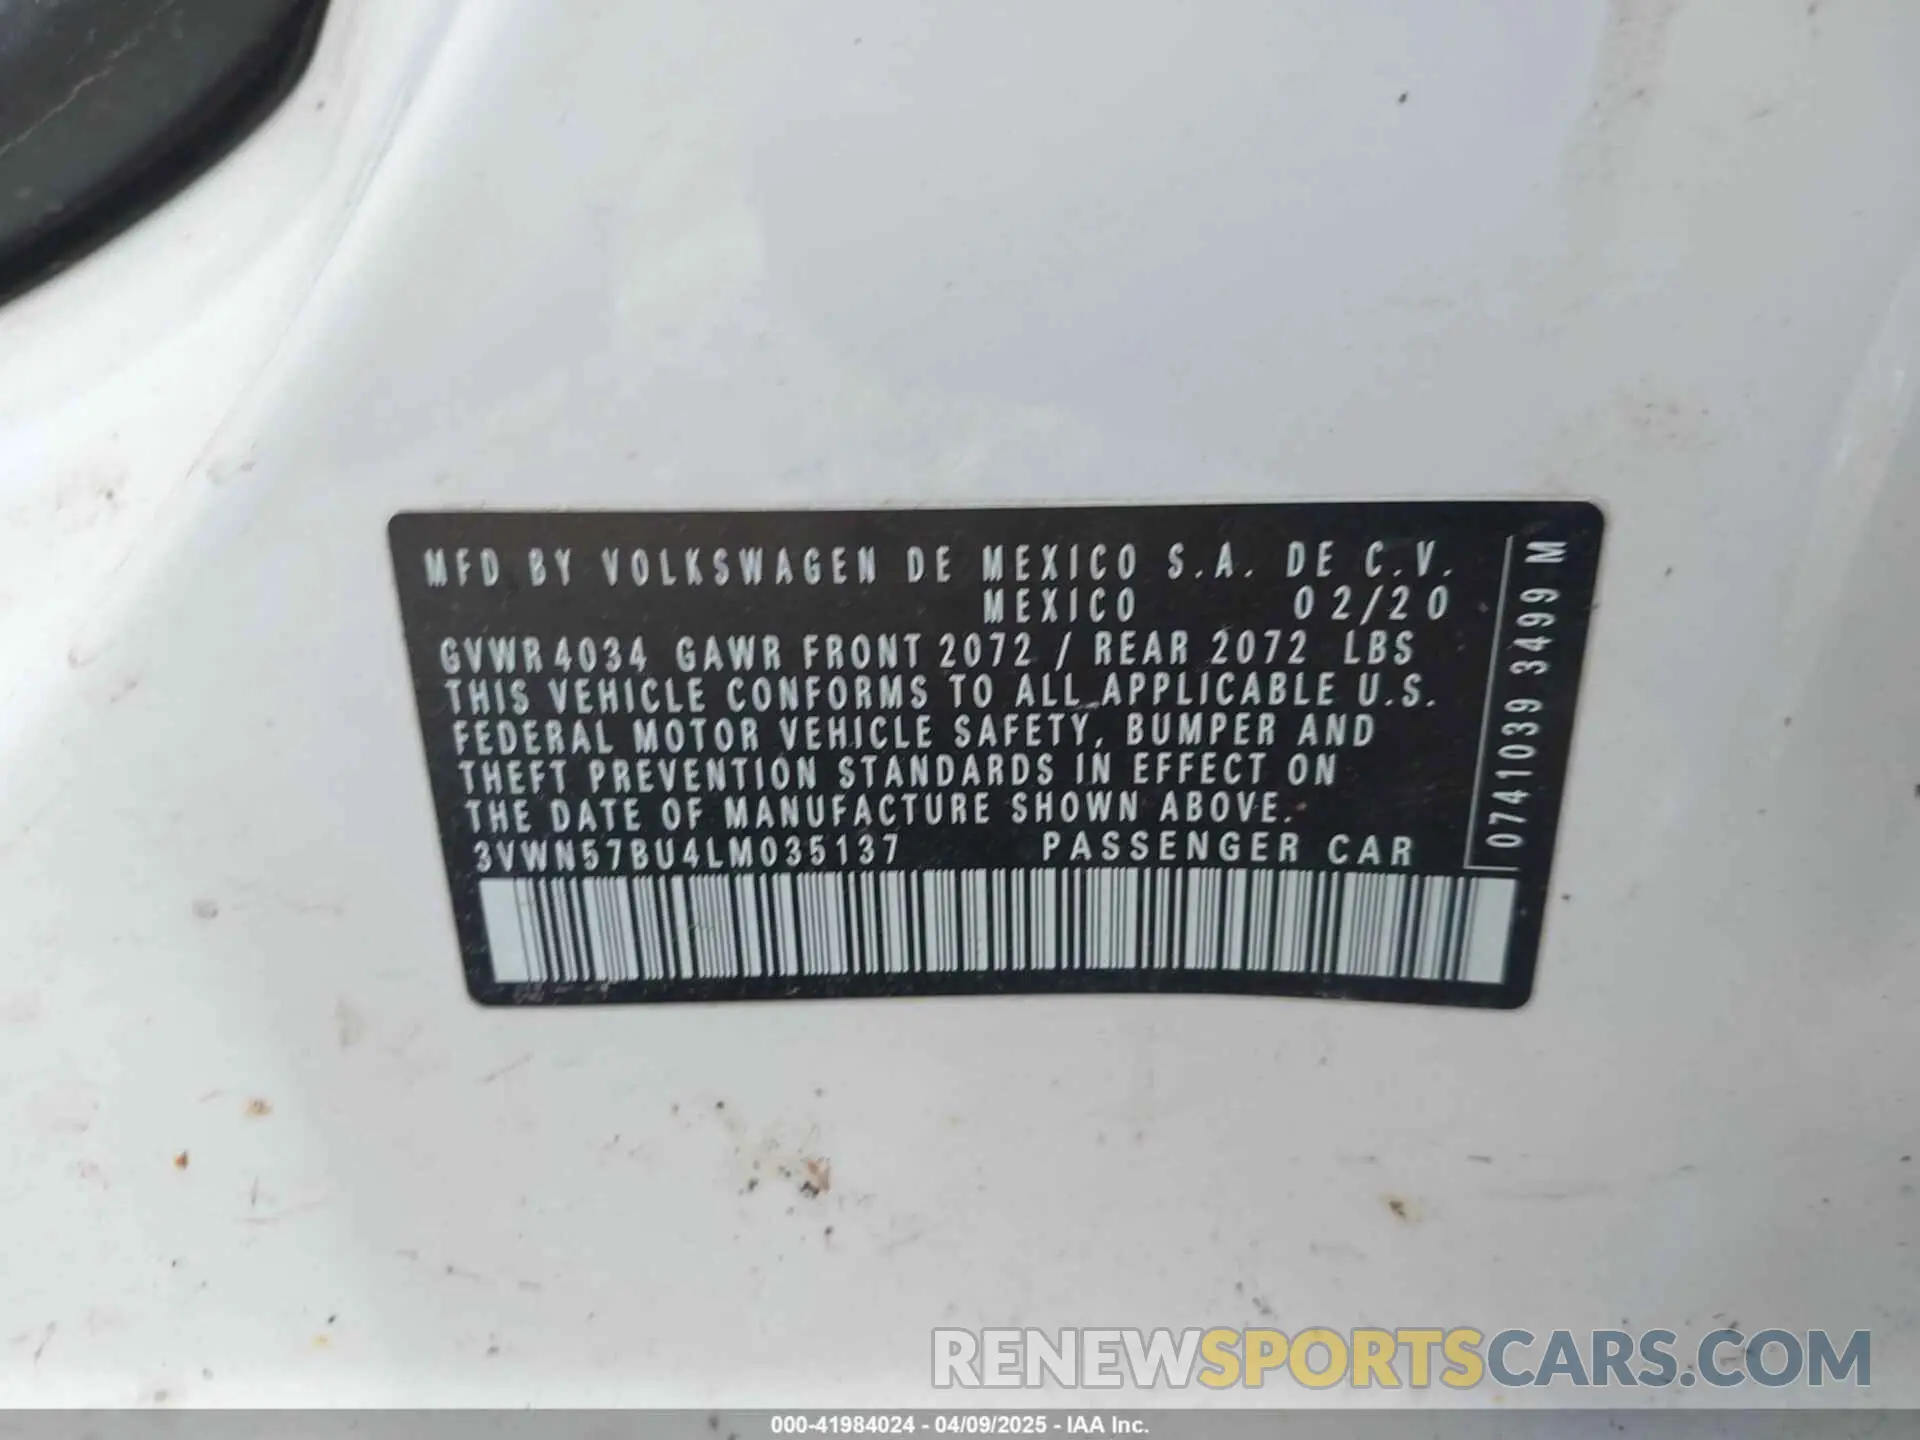 MFD BY VOLKSWAGEN DE MEXICO S.A. DE C.V.
MEXICO 02/20
GVWR 4034 GAWR FRONT 2072 / REAR 2072 LBS
THIS VEHICLE CONFORMS TO ALL APPLICABLE U.S.
FEDERAL MOTOR VEHICLE SAFETY, BUMPER AND
THEFT PREVENTION STANDARDS IN EFFECT ON
THE DATE OF MANUFACTURE SHOWN ABOVE.
3VWN57BU4LM035137 PASSENGER CAR
0741039 3499 M
RENEWSPORTSCARS.COM
000-41984024 - 04/09/2025 - IAA Inc.